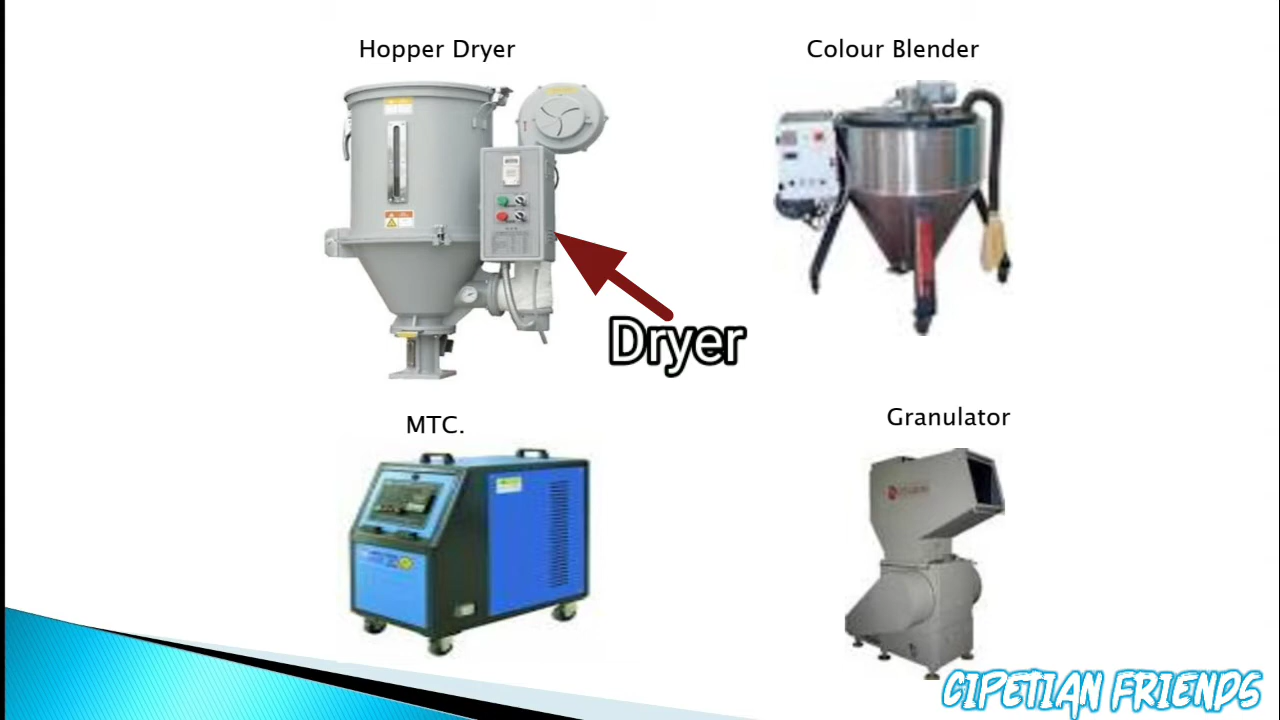 Hopper Dryer
Colour Blender
Dryer
MTC.
Granulator
CIPETIAN FRIENDS